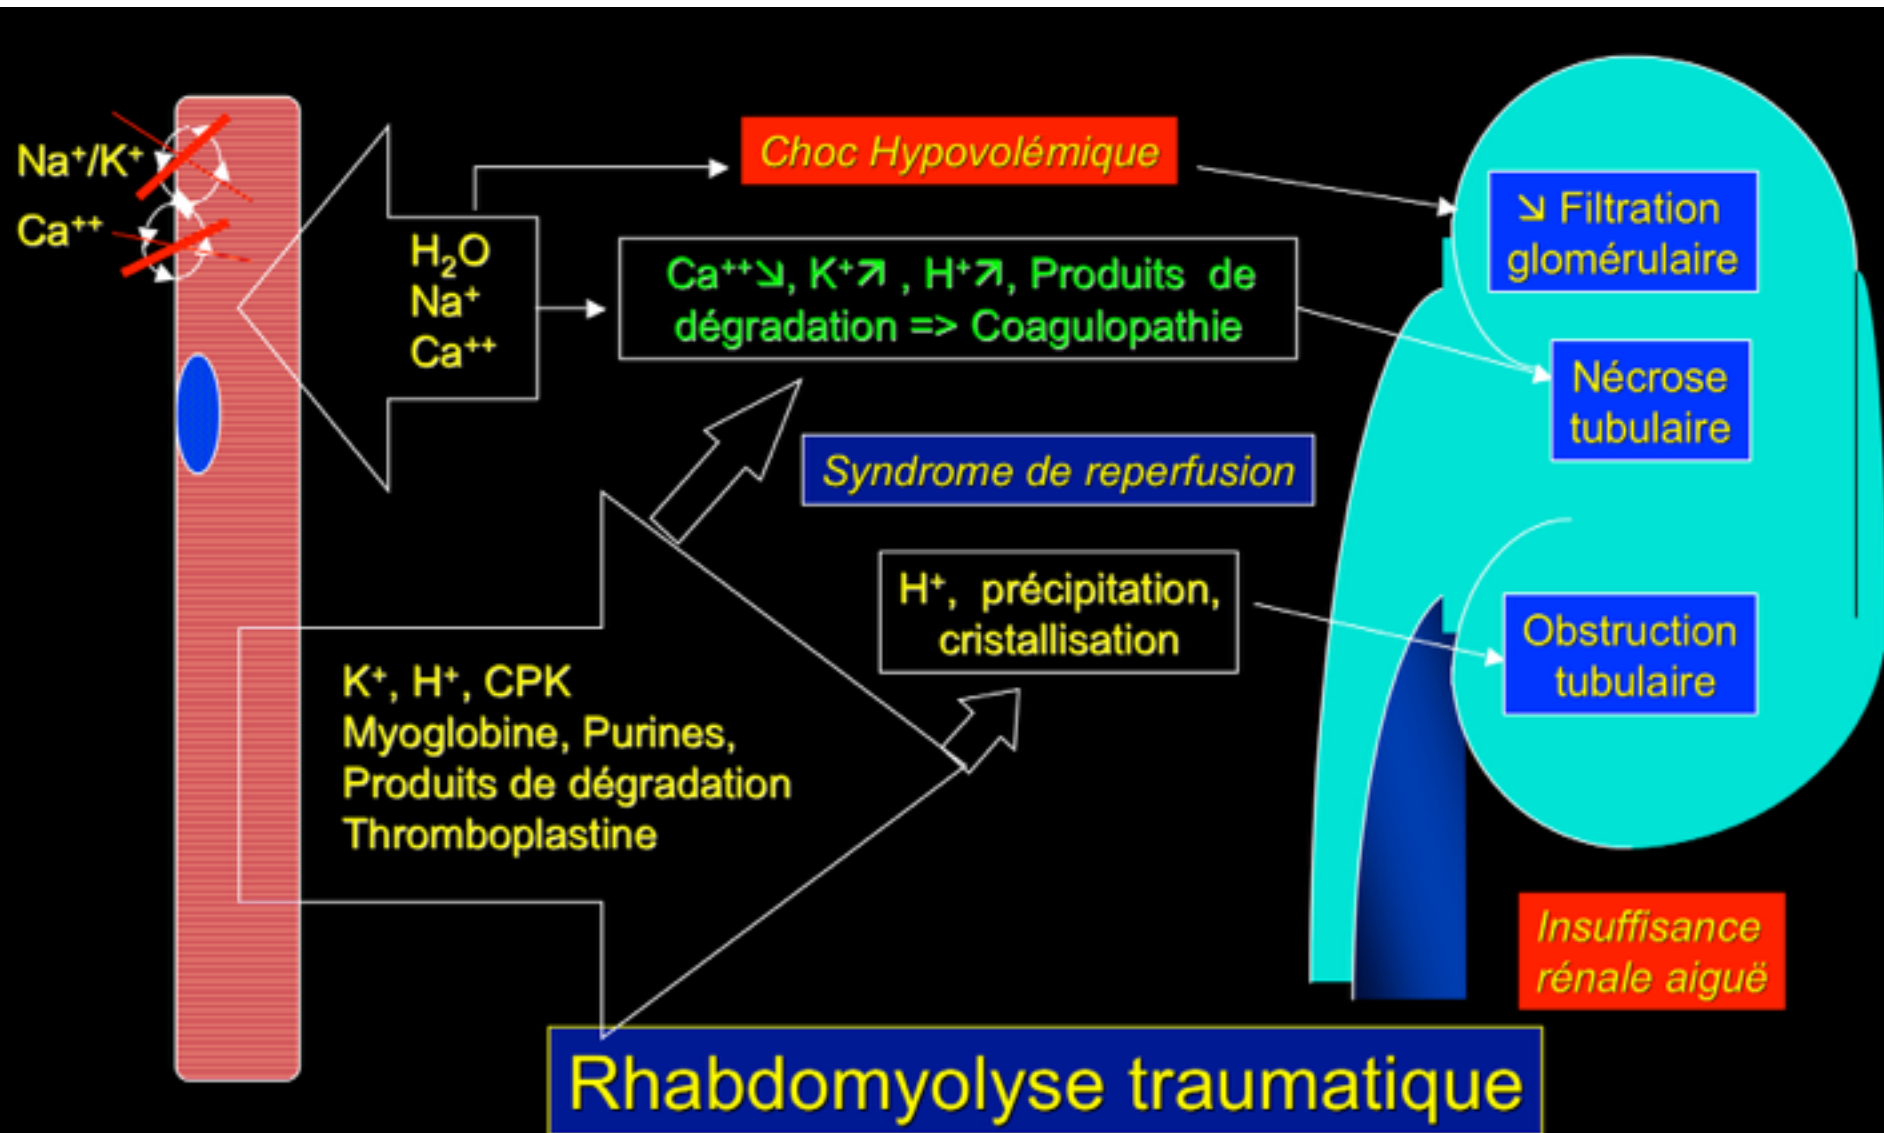 Na⁺/K⁺
Ca⁺⁺
H₂O
Na⁺
Ca⁺⁺
Choc Hypovolémique
Ca⁺⁺↘, K⁺↗ , H⁺↗, Produits de
dégradation => Coagulopathie
Syndrome de reperfusion
H⁺, précipitation,
cristallisation
K⁺, H⁺, CPK
Myoglobine, Purines,
Produits de dégradation
Thromboplastine
↘ Filtration
glomérulaire
Nécrose
tubulaire
Obstruction
tubulaire
Insuffisance
rénale aiguë
Rhabdomyolyse traumatique